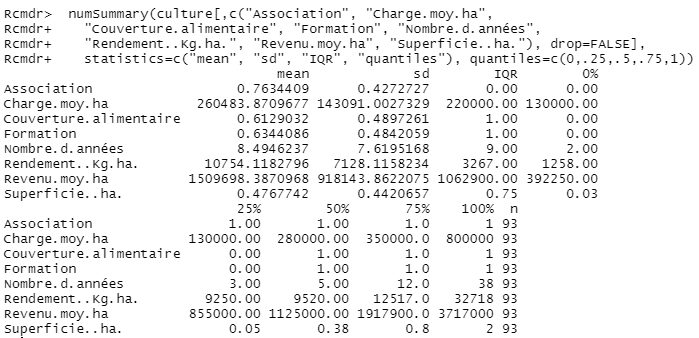 Rcmdr>  numSummary(culture[,c("Association", "Charge.moy.ha",
Rcmdr+    "Couverture.alimentaire", "Formation", "Nombre.d.années",
Rcmdr+    "Rendement..Kg.ha.", "Revenu.moy.ha", "Superficie..ha."), drop=FALSE],
Rcmdr+    statistics=c("mean", "sd", "IQR", "quantiles"), quantiles=c(0,.25,.5,.75,1))
                                mean             sd        IQR        0%
Association                0.7634409      0.4272727       0.00      0.00
Charge.moy.ha         260483.8709677 143091.0027329  220000.00 130000.00
Couverture.alimentaire     0.6129032      0.4897261       1.00      0.00
Formation                  0.6344086      0.4842059       1.00      0.00
Nombre.d.années            8.4946237      7.6195168       9.00      2.00
Rendement..Kg.ha.      10754.1182796   7128.1158234    3267.00   1258.00
Revenu.moy.ha        1509698.3870968 918143.8622075 1062900.00 392250.00
Superficie..ha.            0.4767742      0.4420657       0.75      0.03
                             25%        50%       75%    100%  n
Association                 1.00       1.00       1.0       1 93
Charge.moy.ha          130000.00  280000.00  350000.0  800000 93
Couverture.alimentaire      0.00       1.00       1.0       1 93
Formation                   0.00       1.00       1.0       1 93
Nombre.d.années             3.00       5.00      12.0      38 93
Rendement..Kg.ha.        9250.00    9520.00   12517.0   32718 93
Revenu.moy.ha          855000.00 1125000.00 1917900.0 3717000 93
Superficie..ha.             0.05       0.38       0.8       2 93